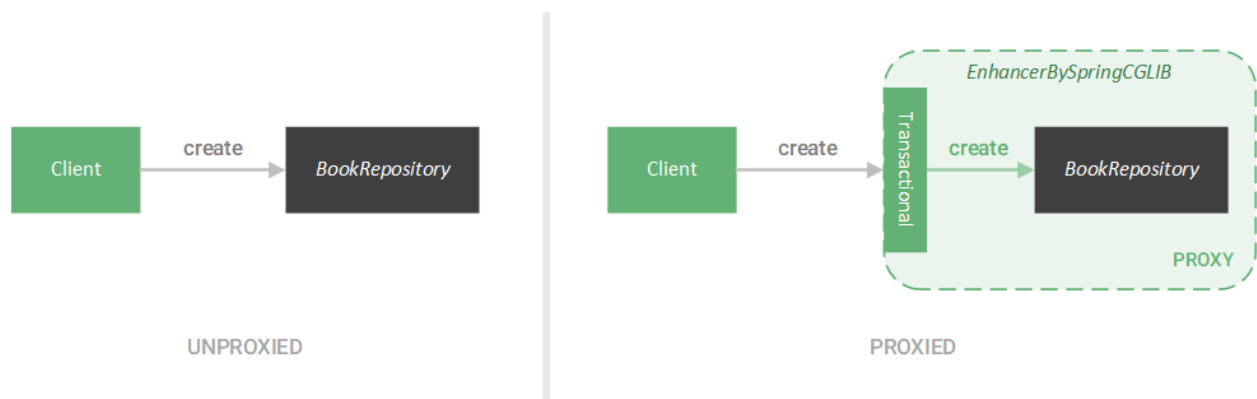 Client
create
BookRepository
UNPROXIED
EnhancerBySpringCGLIB
Client
create
Transactional
create
BookRepository
PROXY
PROXIED